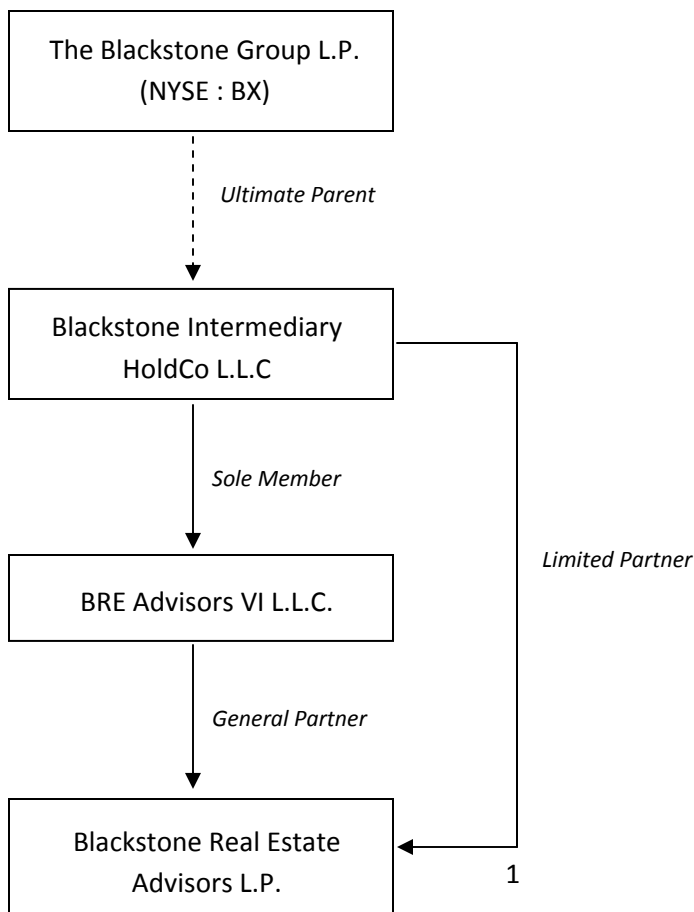 The Blackstone Group L.P.
(NYSE : BX)
Ultimate Parent
Blackstone Intermediary
HoldCo L.L.C
Sole Member
Limited Partner
BRE Advisors VI L.L.C.
General Partner
Blackstone Real Estate
Advisors L.P.
1